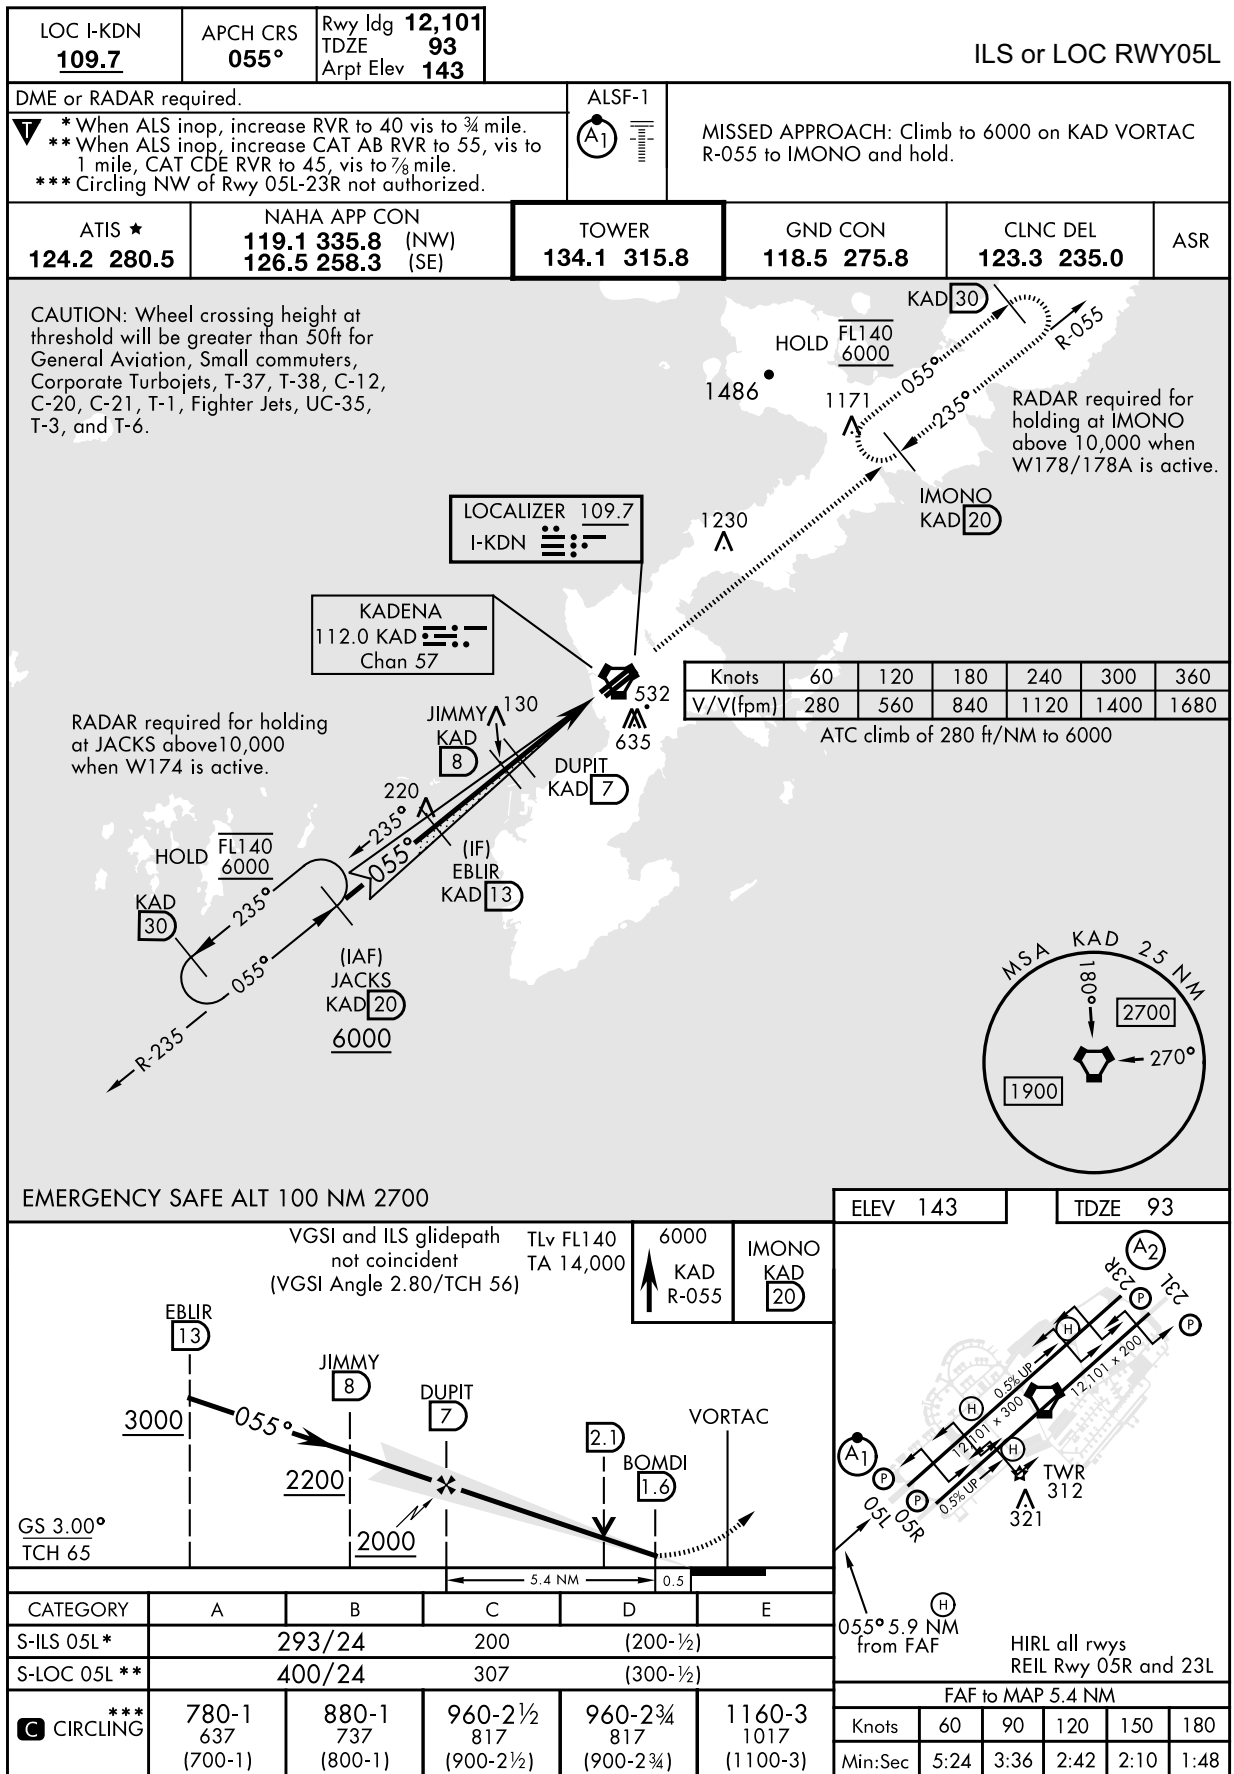 LOC I-KDN
109.7
APCH CRS
055°
Rwy ldg 12,101
TDZE 93
Arpt Elev 143
ILS or LOC RWY05L
DME or RADAR required.
T
* When ALS inop, increase RVR to 40 vis to ¾ mile.
** When ALS inop, increase CAT AB RVR to 55, vis to
1 mile, CAT CDE RVR to 45, vis to ⅞ mile.
*** Circling NW of Rwy 05L-23R not authorized.
ALSF-1
A1
MISSED APPROACH: Climb to 6000 on KAD VORTAC
R-055 to IMONO and hold.
ATIS ★
124.2 280.5
NAHA APP CON
119.1 335.8 (NW)
126.5 258.3 (SE)
TOWER
134.1 315.8
GND CON
118.5 275.8
CLNC DEL
123.3 235.0
ASR
CAUTION: Wheel crossing height at
threshold will be greater than 50ft for
General Aviation, Small commuters,
Corporate Turbojets, T-37, T-38, C-12,
C-20, C-21, T-1, Fighter Jets, UC-35,
T-3, and T-6.
KAD 30
HOLD FL140
6000
055°
235°
R-055
1486
1171
RADAR required for
holding at IMONO
above 10,000 when
W178/178A is active.
IMONO
KAD 20
1230
LOCALIZER 109.7
I-KDN
KADENA
112.0 KAD
Chan 57
532
635
Knots 60 120 180 240 300 360
V/V(fpm) 280 560 840 1120 1400 1680
ATC climb of 280 ft/NM to 6000
RADAR required for holding
at JACKS above10,000
when W174 is active.
JIMMY
KAD
8
130
DUPIT
KAD 7
220
235°
055°
(IF)
EBLIR
KAD 13
HOLD FL140
6000
KAD
30
235°
055°
(IAF)
JACKS
KAD 20
6000
R-235
MSA KAD 25 NM
180°
2700
270°
1900
EMERGENCY SAFE ALT 100 NM 2700
ELEV 143
TDZE 93
VGSI and ILS glidepath
not coincident
(VGSI Angle 2.80/TCH 56)
TLv FL140
TA 14,000
6000
KAD
R-055
IMONO
KAD
20
EBLIR
13
JIMMY
8
DUPIT
7
2.1
BOMDI
1.6
VORTAC
3000
055°
2200
2000
GS 3.00°
TCH 65
5.4 NM
0.5
A2
23R
23L
P
P
H
0.5% UP
12,101 x 200
H
12,101 x 300
H
A1
P
P
05L
05R
0.5% UP
TWR
312
321
055° 5.9 NM
from FAF
H
HIRL all rwys
REIL Rwy 05R and 23L
CATEGORY A B C D E
S-ILS 05L* 293/24 200 (200-½)
S-LOC 05L ** 400/24 307 (300-½)
C CIRCLING ***
780-1
637
(700-1)
880-1
737
(800-1)
960-2½
817
(900-2½)
960-2¾
817
(900-2¾)
1160-3
1017
(1100-3)
FAF to MAP 5.4 NM
Knots 60 90 120 150 180
Min:Sec 5:24 3:36 2:42 2:10 1:48